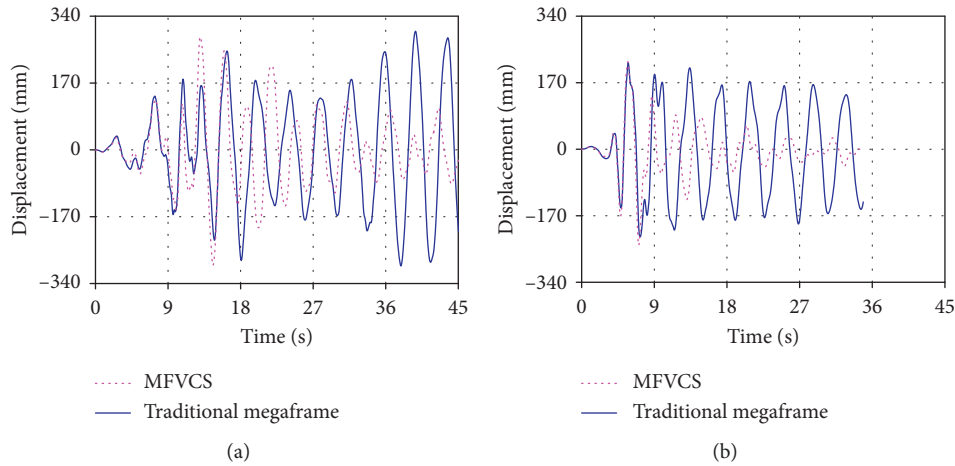 340
170
0
–170
–340
Displacement (mm)
0 9 18 27 36 45
Time (s)
MFVCS
Traditional megaframe
(a)
340
170
0
–170
–340
Displacement (mm)
0 9 18 27 36 45
Time (s)
MFVCS
Traditional megaframe
(b)